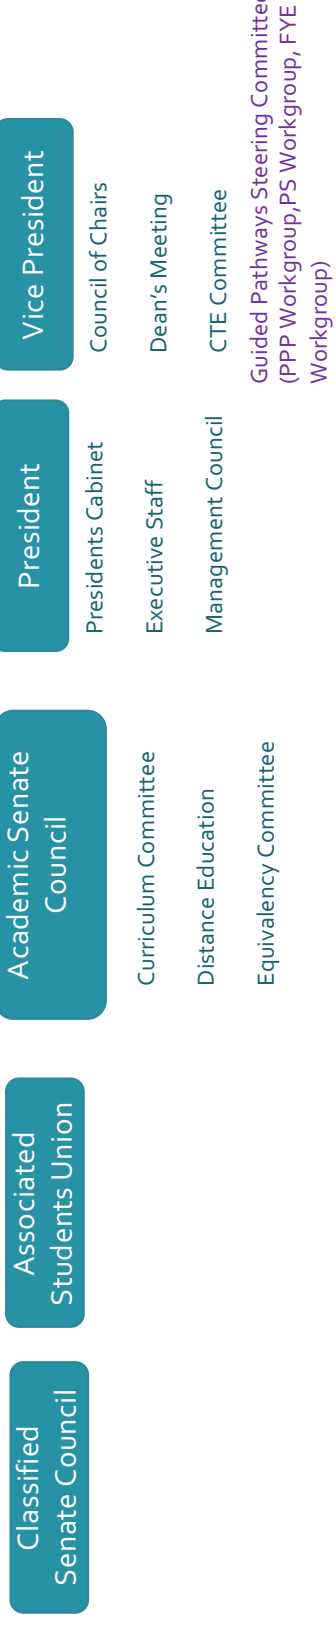 Classified
Senate Council
Associated
Students Union
Academic Senate
Council
Curriculum Committee
Distance Education
Equivalency Committee
President
Presidents Cabinet
Executive Staff
Management Council
Vice President
Council of Chairs
Dean’s Meeting
CTE Committee
Guided Pathways Steering Committee
(PPP Workgroup,PS Workgroup, FYE
Workgroup)